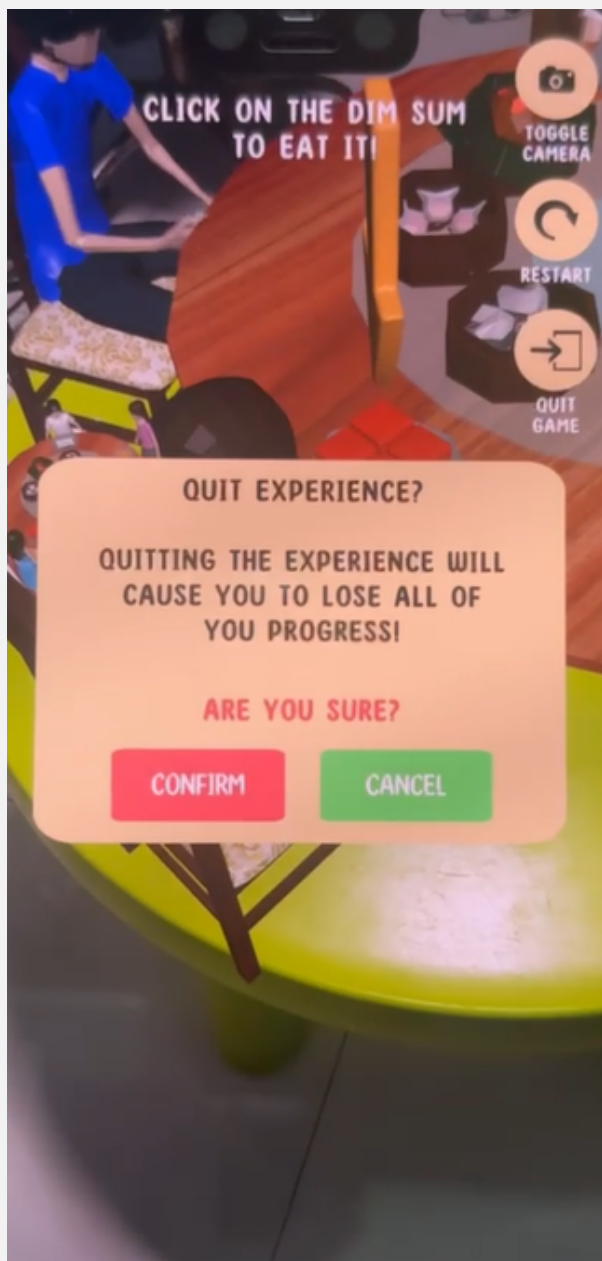 CLICK ON THE DIM SUM
TO EAT IT!
TOGGLE
CAMERA
RESTART
QUIT
GAME
QUIT EXPERIENCE?
QUITTING THE EXPERIENCE WILL
CAUSE YOU TO LOSE ALL OF
YOU PROGRESS!
ARE YOU SURE?
CONFIRM
CANCEL